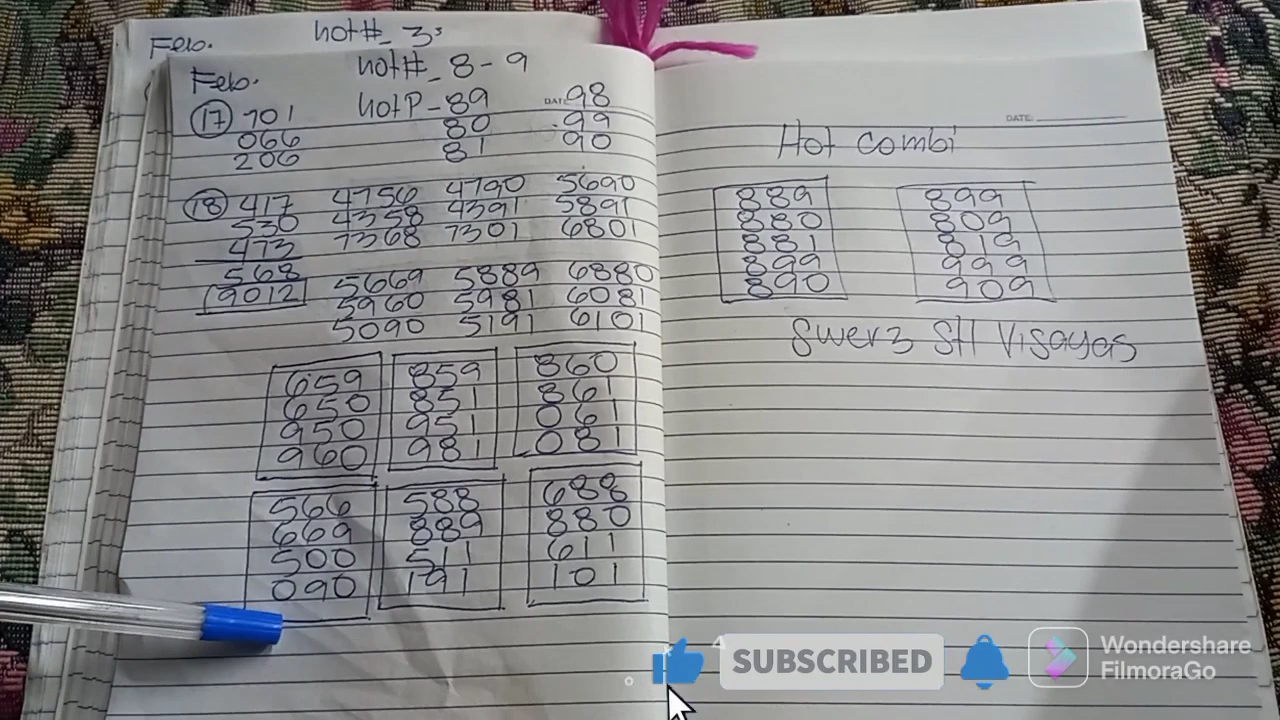 Feb. hot#_ 3:
Feb. hot#_ 8 - 9
17 701 hotP - 89 DATE 98
066 80 99
206 81 90
18 417 4756 4790 5690
530 4358 4391 5891
473 7368 7301 6801
568 5669 5889 6880
9012 5960 5981 6081
5090 5191 6101
659 859 860
650 851 861
950 951 061
960 981 081
566 588 688
669 889 880
500 511 611
090 191 101
DATE:
Hot combi
889 899
880 809
881 819
899 999
890 909
Swer3 Stl Visayas
SUBSCRIBED
Wondershare
FilmoraGo